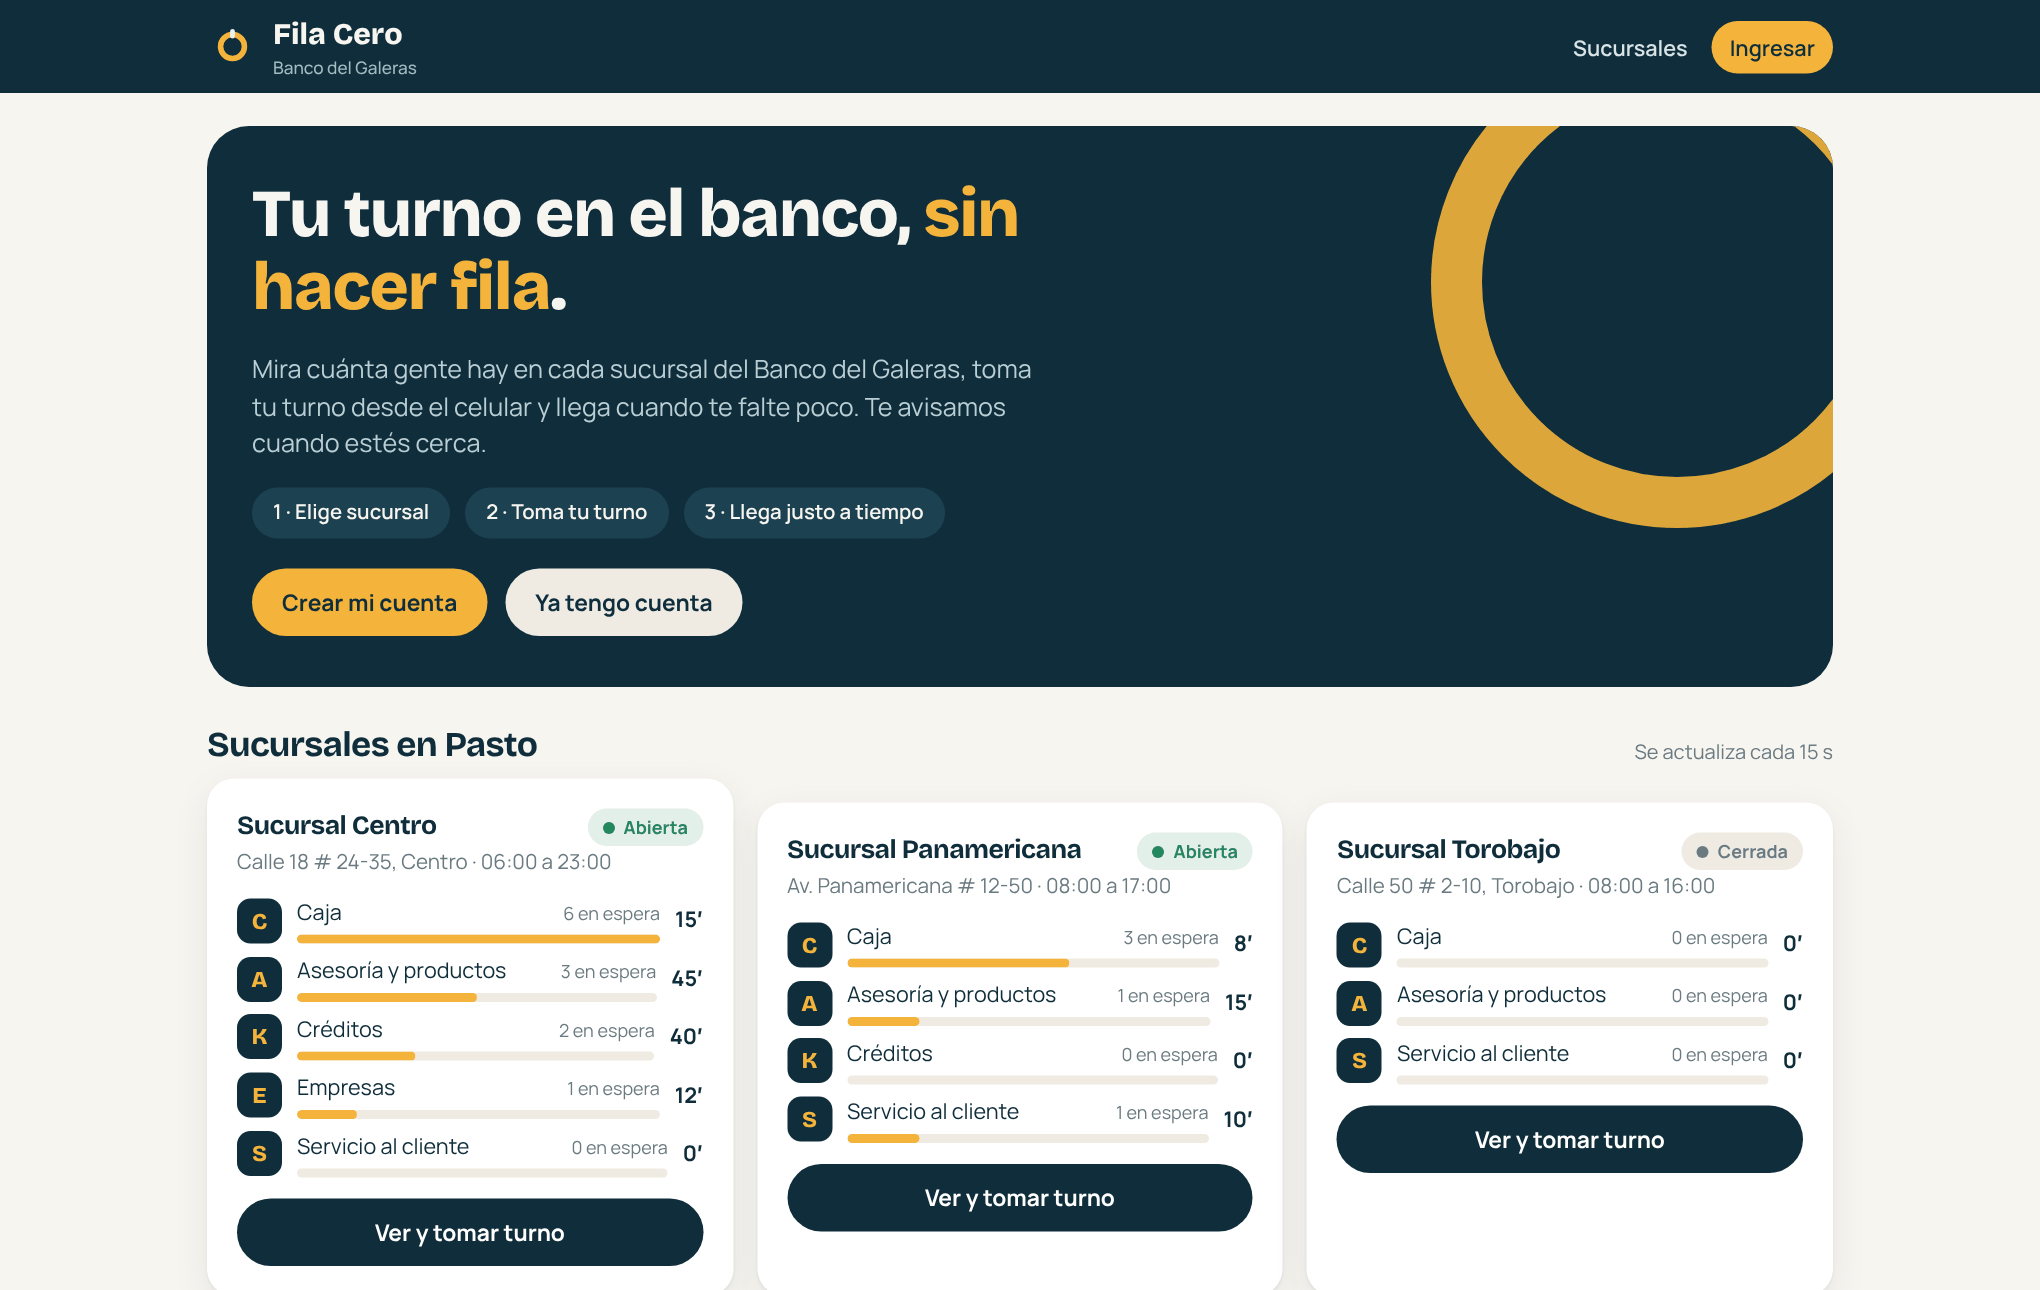 Fila Cero
Banco del Galeras
Sucursales
Ingresar
Tu turno en el banco, sin
hacer fila.
Mira cuánta gente hay en cada sucursal del Banco del Galeras, toma
tu turno desde el celular y llega cuando te falte poco. Te avisamos
cuando estés cerca.
1 · Elige sucursal
2 · Toma tu turno
3 · Llega justo a tiempo
Crear mi cuenta
Ya tengo cuenta
Sucursales en Pasto
Se actualiza cada 15 s
Sucursal Centro
Abierta
Calle 18 # 24-35, Centro · 06:00 a 23:00
C Caja 6 en espera 15′
A Asesoría y productos 3 en espera 45′
K Créditos 2 en espera 40′
E Empresas 1 en espera 12′
S Servicio al cliente 0 en espera 0′
Ver y tomar turno
Sucursal Panamericana
Abierta
Av. Panamericana # 12-50 · 08:00 a 17:00
C Caja 3 en espera 8′
A Asesoría y productos 1 en espera 15′
K Créditos 0 en espera 0′
S Servicio al cliente 1 en espera 10′
Ver y tomar turno
Sucursal Torobajo
Cerrada
Calle 50 # 2-10, Torobajo · 08:00 a 16:00
C Caja 0 en espera 0′
A Asesoría y productos 0 en espera 0′
S Servicio al cliente 0 en espera 0′
Ver y tomar turno